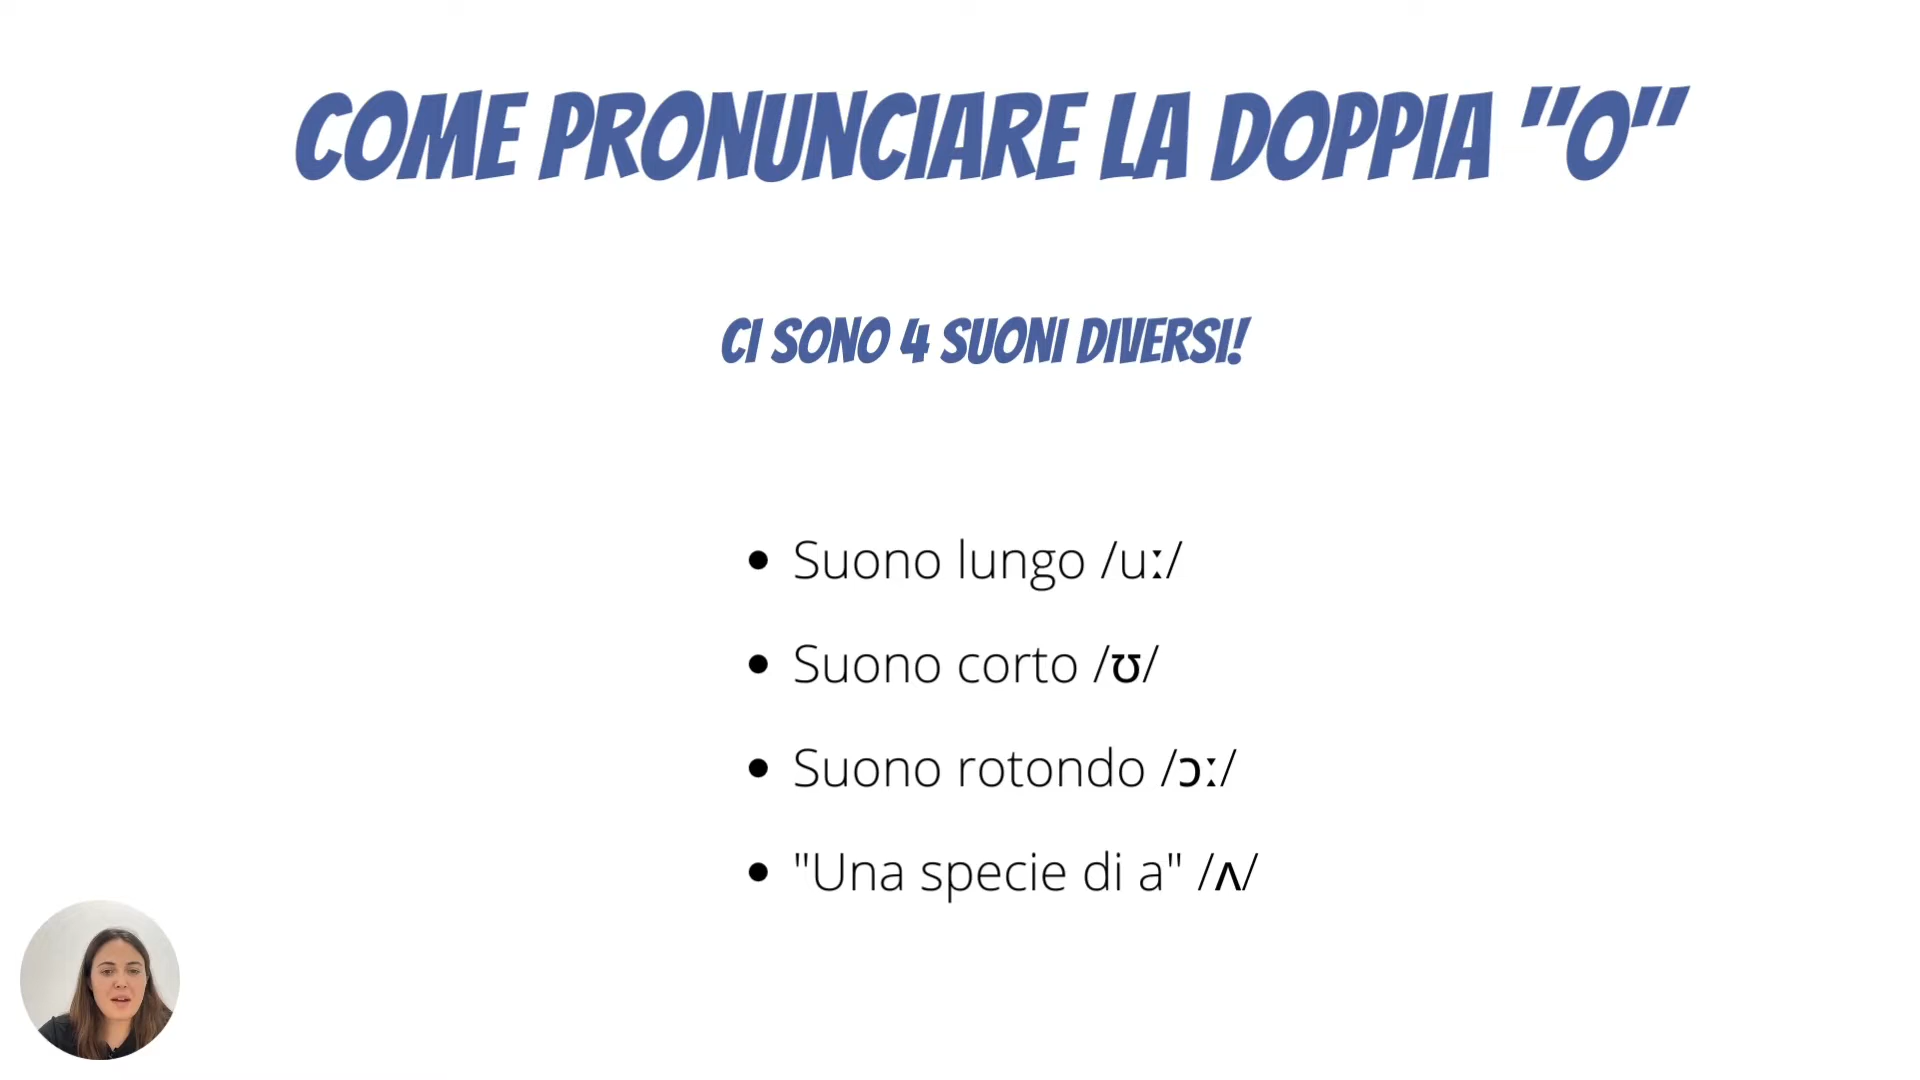 COME PRONUNCIARE LA DOPPIA "O"
CI SONO 4 SUONI DIVERSI!
• Suono lungo /uː/
• Suono corto /ʊ/
• Suono rotondo /ɔː/
• "Una specie di a" /ʌ/